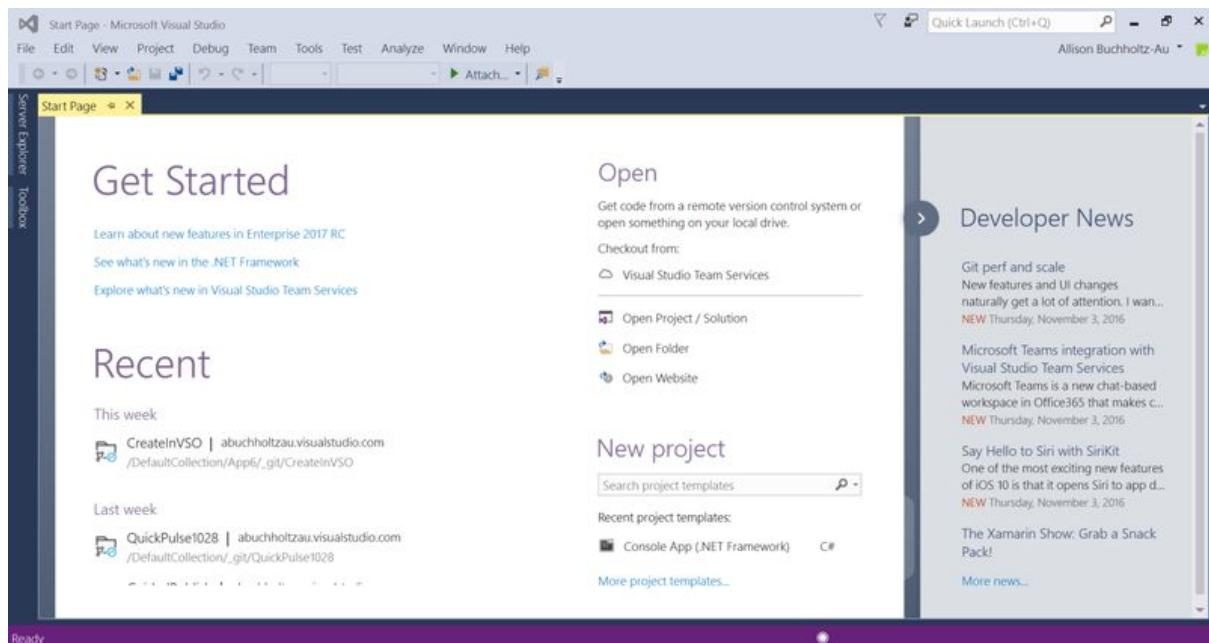 Start Page - Microsoft Visual Studio
Quick Launch (Ctrl+Q)
File Edit View Project Debug Team Tools Test Analyze Window Help
Allison Buchholtz-Au
Attach...
Server Explorer
Toolbox
Start Page
Get Started
Learn about new features in Enterprise 2017 RC
See what's new in the .NET Framework
Explore what's new in Visual Studio Team Services
Recent
This week
CreateInVSO | abuchholtzau.visualstudio.com
/DefaultCollection/App6/_git/CreateInVSO
Last week
QuickPulse1028 | abuchholtzau.visualstudio.com
/DefaultCollection/_git/QuickPulse1028
Open
Get code from a remote version control system or
open something on your local drive.
Checkout from:
Visual Studio Team Services
Open Project / Solution
Open Folder
Open Website
New project
Search project templates
Recent project templates:
Console App (.NET Framework) C#
More project templates...
Developer News
Git perf and scale
New features and UI changes
naturally get a lot of attention. I wan...
NEW Thursday, November 3, 2016
Microsoft Teams integration with
Visual Studio Team Services
Microsoft Teams is a new chat-based
workspace in Office365 that makes c...
NEW Thursday, November 3, 2016
Say Hello to Siri with SiriKit
One of the most exciting new features
of iOS 10 is that it opens Siri to app d...
NEW Thursday, November 3, 2016
The Xamarin Show: Grab a Snack
Pack!
More news...
Ready